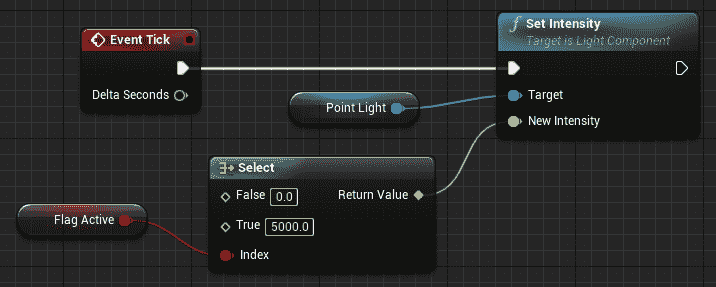 Event Tick
Delta Seconds
Set Intensity
Target is Light Component
Target
New Intensity
Point Light
Select
False 0.0
Return Value
True 5000.0
Index
Flag Active